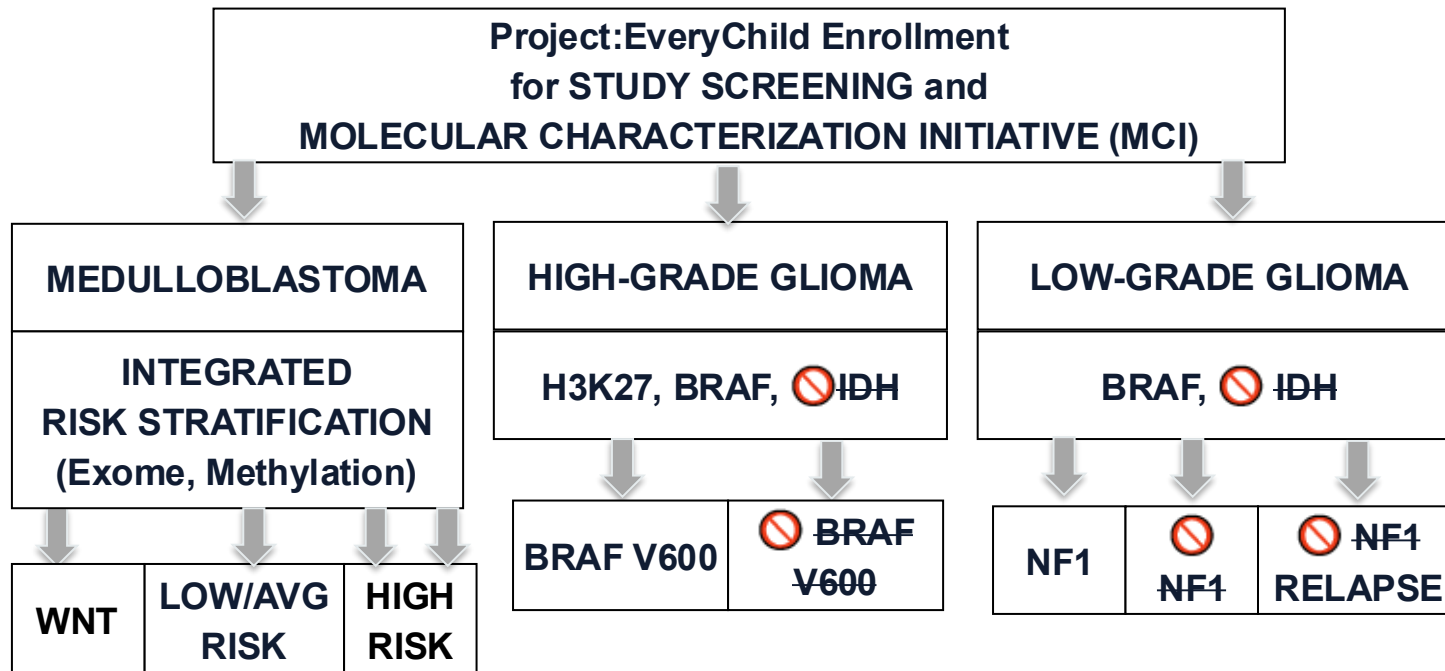 Project:EveryChild Enrollment
for STUDY SCREENING and
MOLECULAR CHARACTERIZATION INITIATIVE (MCI)
MEDULLOBLASTOMA
INTEGRATED
RISK STRATIFICATION
(Exome, Methylation)
WNT
LOW/AVG
RISK
HIGH
RISK
HIGH-GRADE GLIOMA
H3K27, BRAF, 🚫IDH
BRAF V600
🚫 BRAF
V600
LOW-GRADE GLIOMA
BRAF, 🚫 IDH
NF1
🚫
NF1
🚫 NF1
RELAPSE